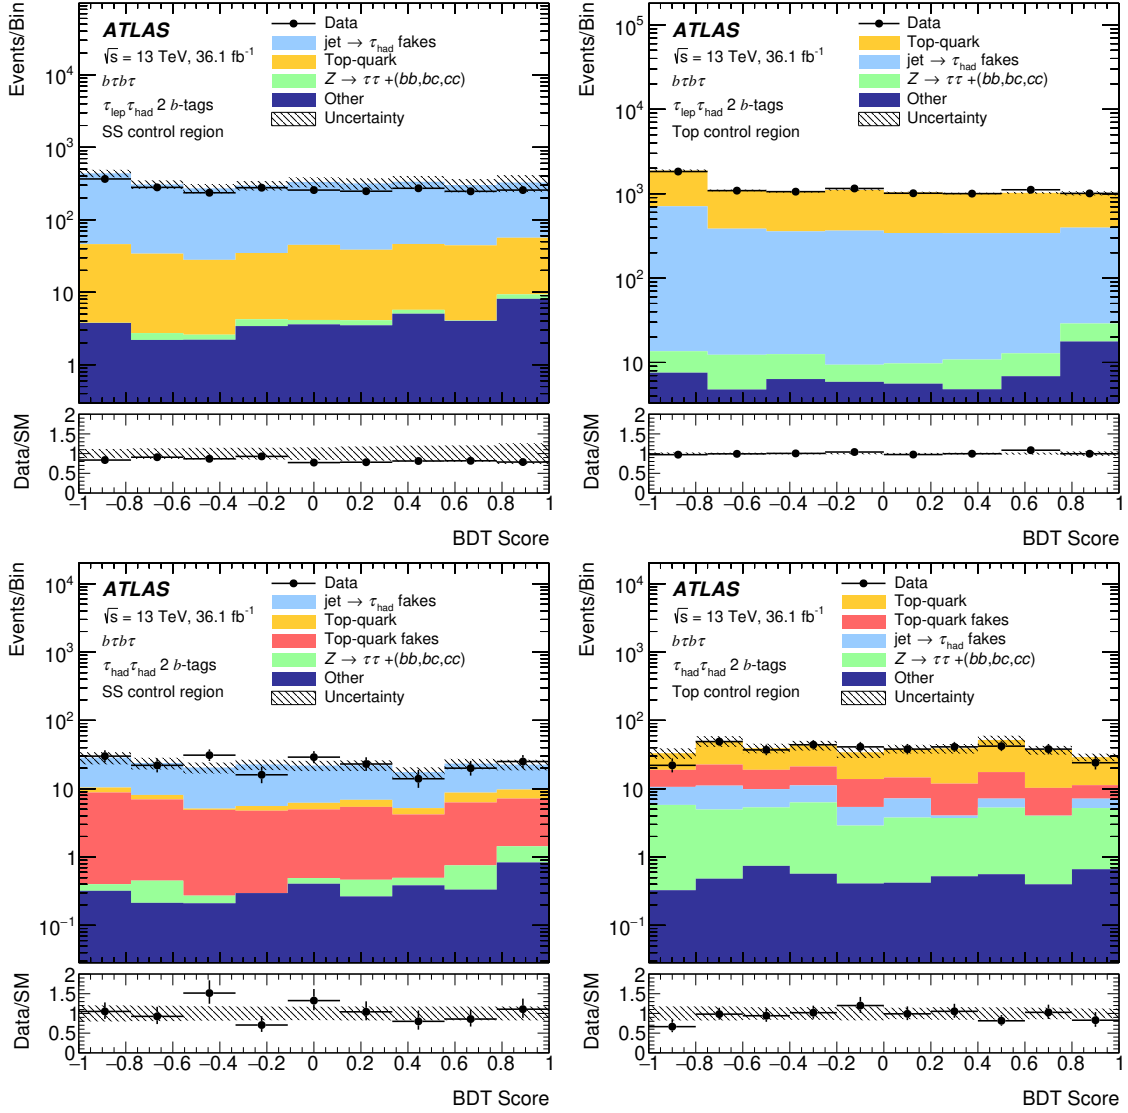 Events/Bin
ATLAS
√s = 13 TeV, 36.1 fb⁻¹
bτbτ
τ_lep τ_had 2 b-tags
SS control region
Data
jet → τ_had fakes
Top-quark
Z → ττ +(bb,bc,cc)
Other
Uncertainty
10⁴
10³
10²
10
1
Data/SM
2
1.5
1
0.5
0
−1 −0.8 −0.6 −0.4 −0.2 0 0.2 0.4 0.6 0.8 1
BDT Score
Events/Bin
ATLAS
√s = 13 TeV, 36.1 fb⁻¹
bτbτ
τ_lep τ_had 2 b-tags
Top control region
Data
Top-quark
jet → τ_had fakes
Z → ττ +(bb,bc,cc)
Other
Uncertainty
10⁵
10⁴
10³
10²
10
Data/SM
2
1.5
1
0.5
0
−1 −0.8 −0.6 −0.4 −0.2 0 0.2 0.4 0.6 0.8 1
BDT Score
Events/Bin
ATLAS
√s = 13 TeV, 36.1 fb⁻¹
bτbτ
τ_had τ_had 2 b-tags
SS control region
Data
jet → τ_had fakes
Top-quark
Top-quark fakes
Z → ττ +(bb,bc,cc)
Other
Uncertainty
10⁴
10³
10²
10
1
10⁻¹
Data/SM
2
1.5
1
0.5
0
−1 −0.8 −0.6 −0.4 −0.2 0 0.2 0.4 0.6 0.8 1
BDT Score
Events/Bin
ATLAS
√s = 13 TeV, 36.1 fb⁻¹
bτbτ
τ_had τ_had 2 b-tags
Top control region
Data
Top-quark
Top-quark fakes
jet → τ_had fakes
Z → ττ +(bb,bc,cc)
Other
Uncertainty
10⁴
10³
10²
10
1
10⁻¹
Data/SM
2
1.5
1
0.5
0
−1 −0.8 −0.6 −0.4 −0.2 0 0.2 0.4 0.6 0.8 1
BDT Score